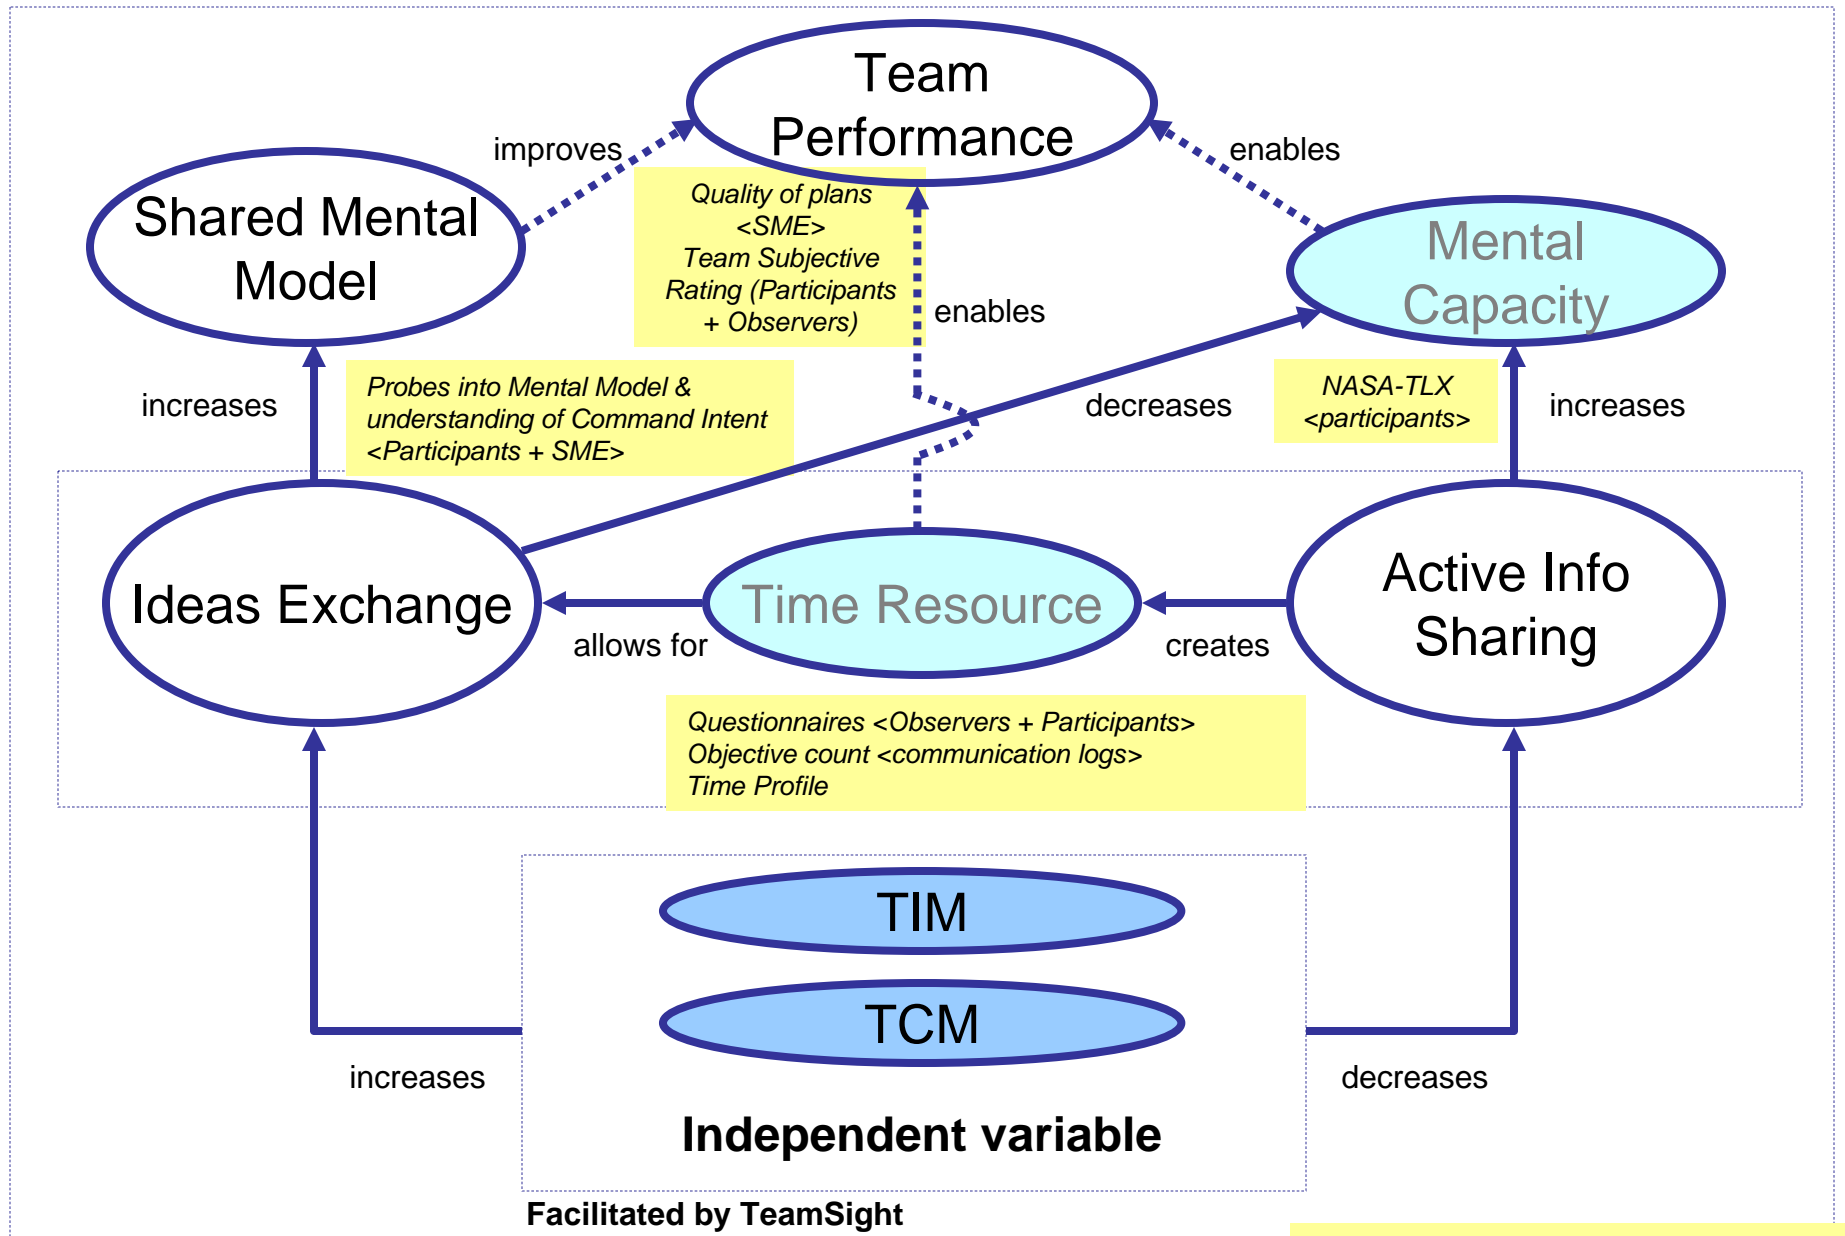 Team
Performance
improves
enables
Shared Mental
Model
Quality of plans
<SME>
Team Subjective
Rating (Participants
+ Observers)
Mental
Capacity
enables
increases
Probes into Mental Model &
understanding of Command Intent
<Participants + SME>
decreases
NASA-TLX
<participants>
increases
Ideas Exchange
Time Resource
Active Info
Sharing
allows for
creates
Questionnaires <Observers + Participants>
Objective count <communication logs>
Time Profile
TIM
TCM
increases
decreases
Independent variable
Facilitated by TeamSight